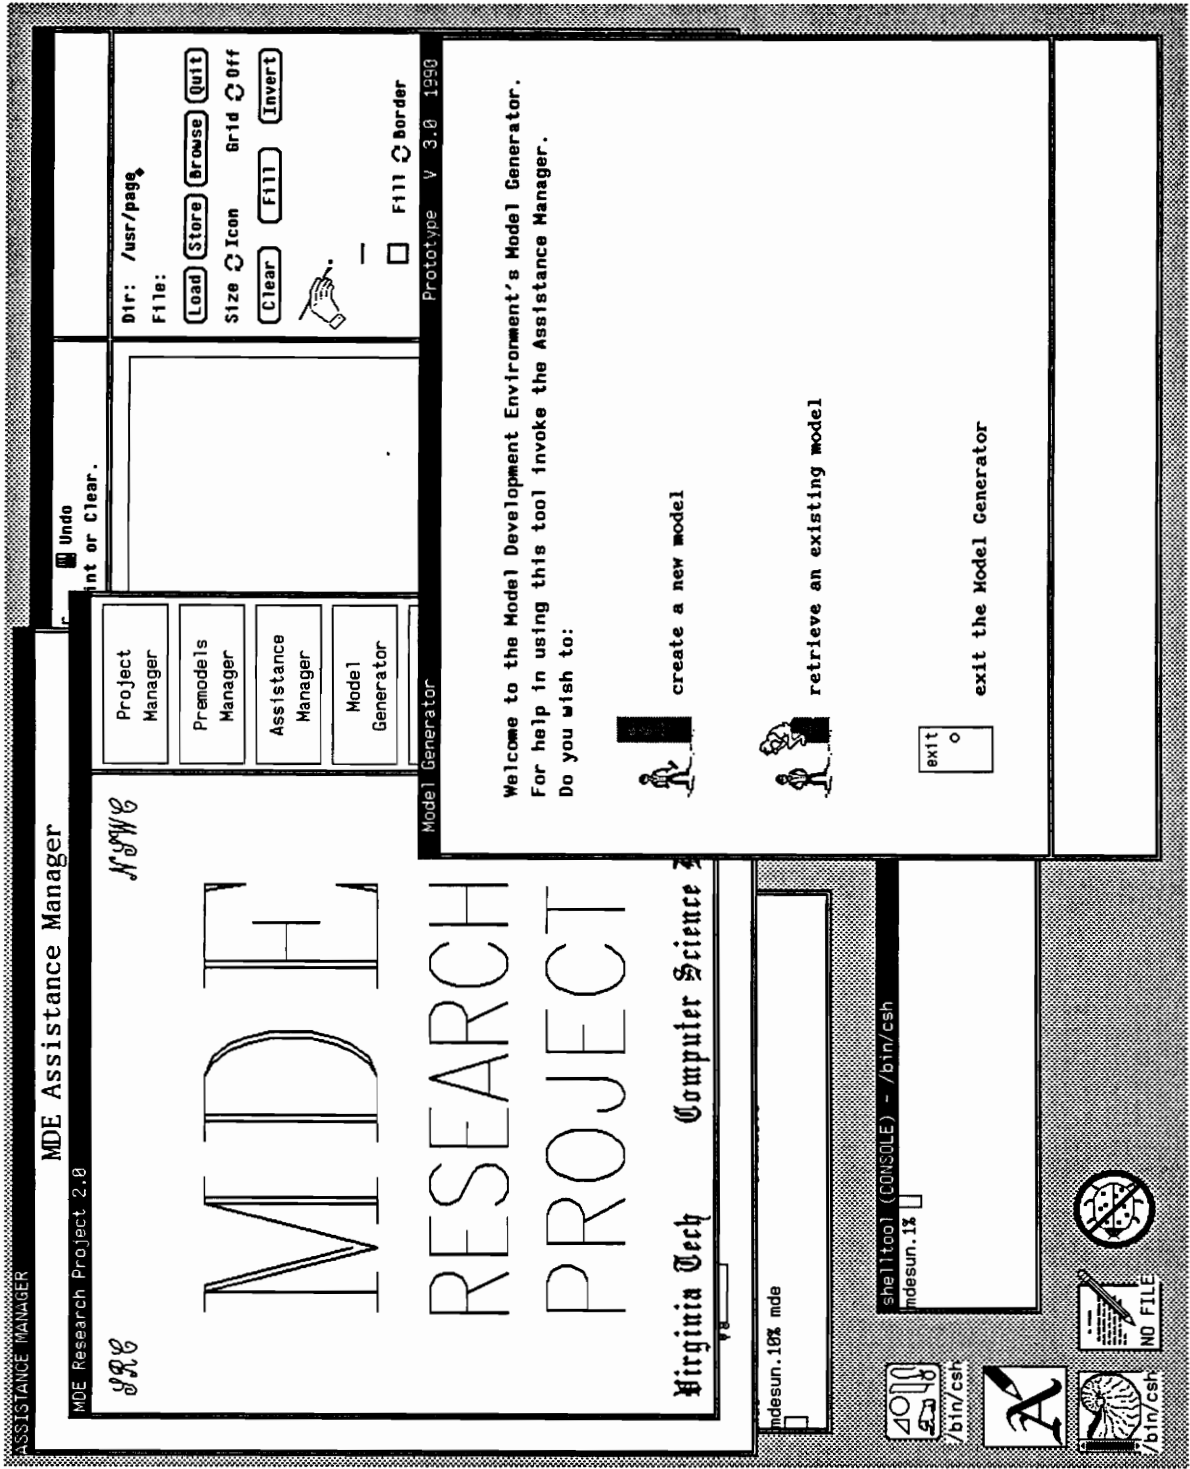 ASSISTANCE MANAGER
MDE Assistance Manager
MDE Research Project 2.0
SRC
NSWC
MDE
RESEARCH
PROJECT
Virginia Tech
Computer Science
Project
Manager
Premodels
Manager
Assistance
Manager
Model
Generator
Undo
int or Clear.
Dir: /usr/page
File:
Load Store Browse Quit
Size Icon Grid Off
Clear Fill Invert
Fill Border
Model Generator Prototype V 3.0 1990
Welcome to the Model Development Environment's Model Generator.
For help in using this tool invoke the Assistance Manager.
Do you wish to:
create a new model
retrieve an existing model
exit
exit the Model Generator
mdesun.10% mde
shelltool (CONSOLE) - /bin/csh
mdesun.1%
/bin/csh
A
/bin/csh
NO FILE